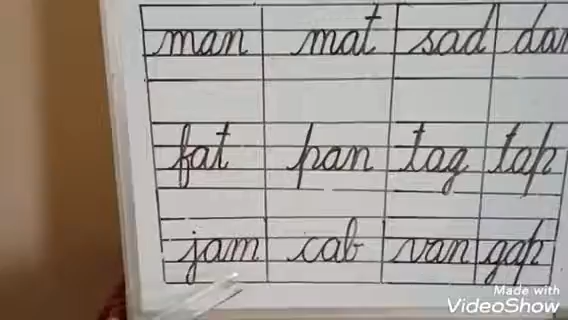 man mat sad
fat pan tag tap
jam cab van gap
Made with
VideoShow